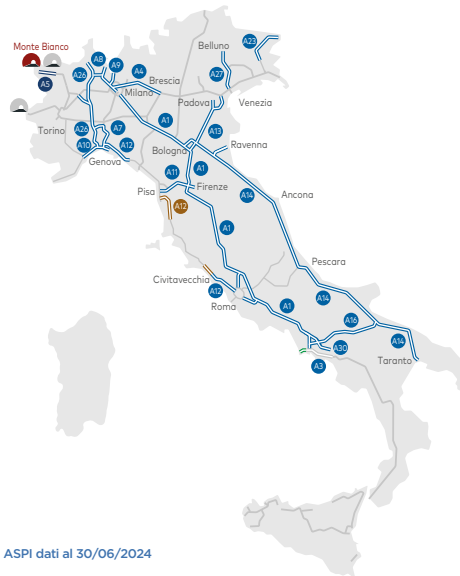 A23
Monte Bianco
Belluno
A8
A9
A4
A26
A27
A5
Brescia
Milano
Padova
Venezia
A1
Torino
A26
A7
A13
A10
A12
Bologna
Ravenna
Genova
A11
A1
Pisa
Firenze
A14
Ancona
A12
A1
Pescara
Civitavecchia
A12
A14
Roma
A1
A16
A14
A30
Taranto
A3
ASPI dati al 30/06/2024